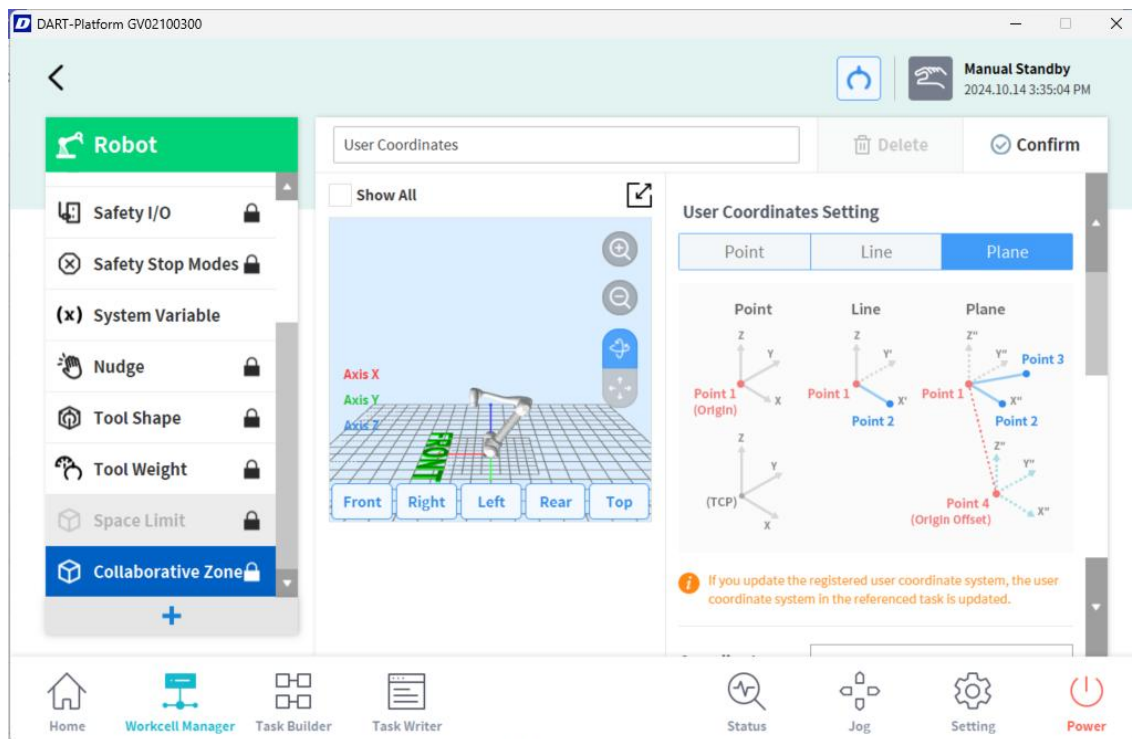 DART-Platform GV02100300
Manual Standby
2024.10.14 3:35:04 PM
Robot
Safety I/O
Safety Stop Modes
(x) System Variable
Nudge
Tool Shape
Tool Weight
Space Limit
Collaborative Zone
+
User Coordinates
Delete
Confirm
Show All
Axis X
Axis Y
Axis Z
FRONT
Front
Right
Left
Rear
Top
User Coordinates Setting
Point
Line
Plane
Point
Line
Plane
Z
Y
X
Point 1
(Origin)
Z
Y'
X'
Point 1
Point 2
Z"
Y"
X"
Point 1
Point 3
Point 2
Z
Y
X
(TCP)
Z"
Y"
X"
Point 4
(Origin Offset)
If you update the registered user coordinate system, the user
coordinate system in the referenced task is updated.
Home
Workcell Manager
Task Builder
Task Writer
Status
Jog
Setting
Power